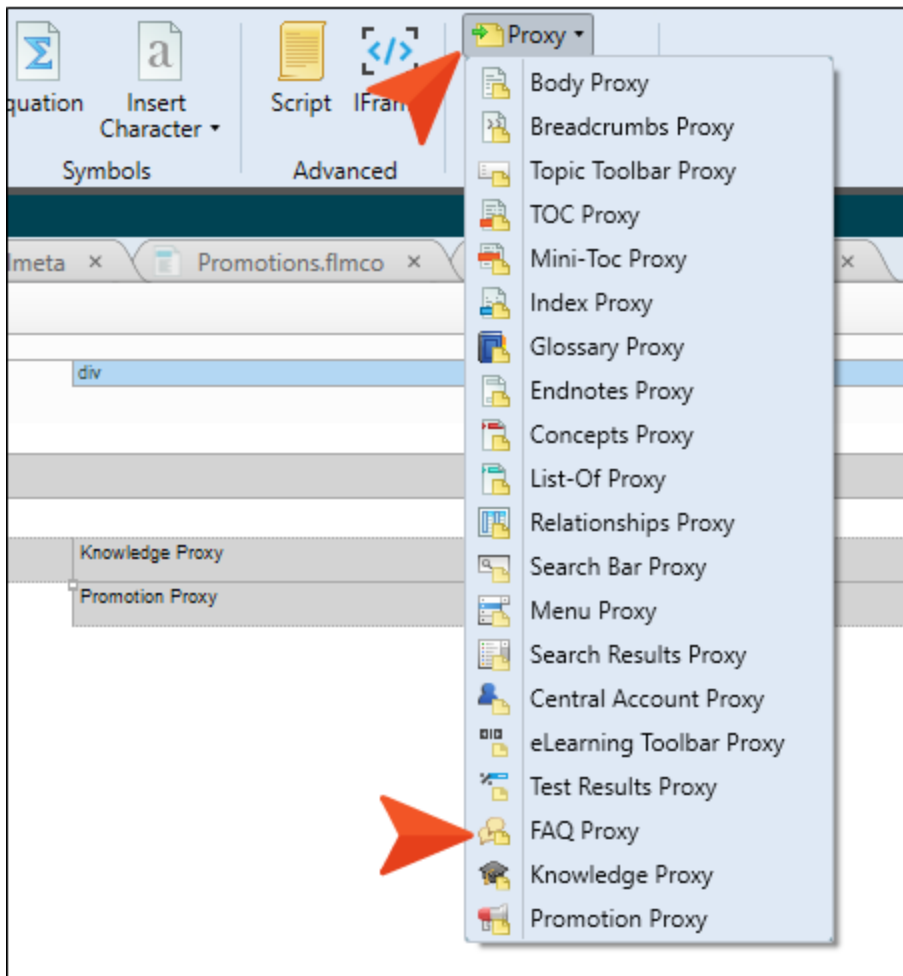 Proxy
quation
Insert
Character
Script
Symbols
Advanced
Body Proxy
Breadcrumbs Proxy
Topic Toolbar Proxy
TOC Proxy
Mini-Toc Proxy
Index Proxy
Glossary Proxy
Endnotes Proxy
Concepts Proxy
List-Of Proxy
Relationships Proxy
Search Bar Proxy
Menu Proxy
Search Results Proxy
Central Account Proxy
eLearning Toolbar Proxy
Test Results Proxy
FAQ Proxy
Knowledge Proxy
Promotion Proxy
lmeta
Promotions.flmco
div
Knowledge Proxy
Promotion Proxy